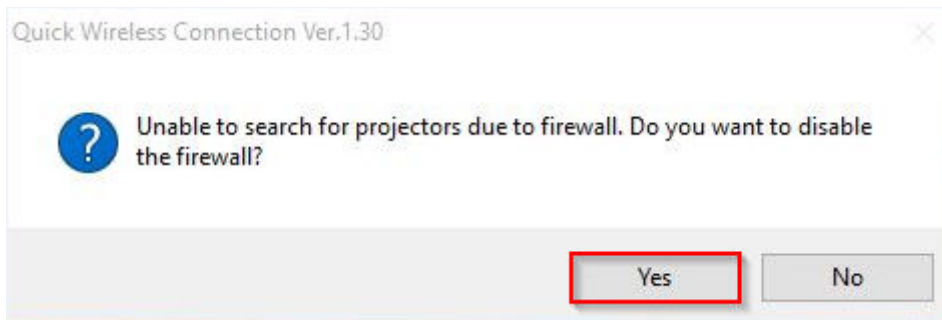 Quick Wireless Connection Ver.1.30
?
Unable to search for projectors due to firewall. Do you want to disable
the firewall?
Yes
No